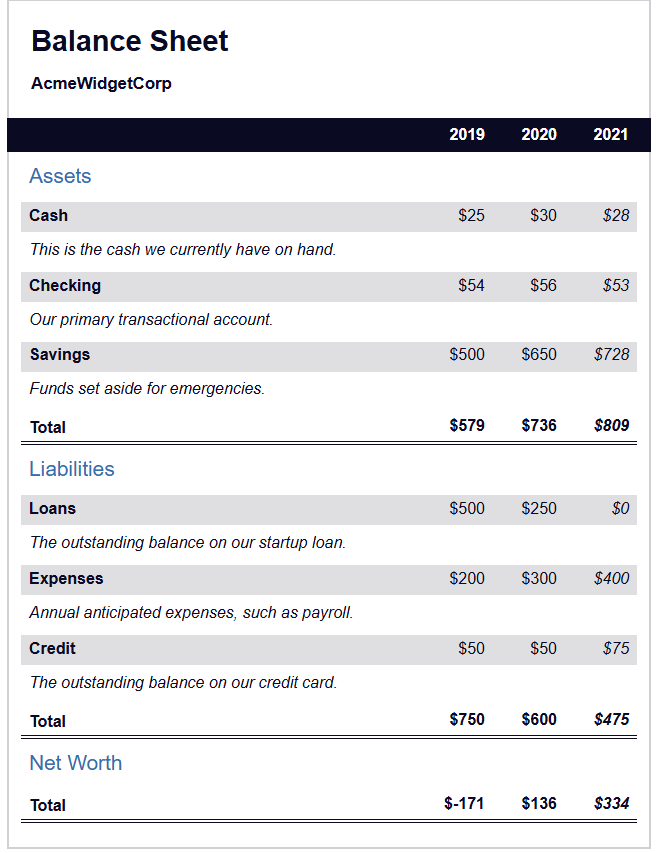 Balance Sheet
AcmeWidgetCorp
2019 2020 2021
Assets
Cash $25 $30 $28
This is the cash we currently have on hand.
Checking $54 $56 $53
Our primary transactional account.
Savings $500 $650 $728
Funds set aside for emergencies.
Total $579 $736 $809
Liabilities
Loans $500 $250 $0
The outstanding balance on our startup loan.
Expenses $200 $300 $400
Annual anticipated expenses, such as payroll.
Credit $50 $50 $75
The outstanding balance on our credit card.
Total $750 $600 $475
Net Worth
Total $-171 $136 $334